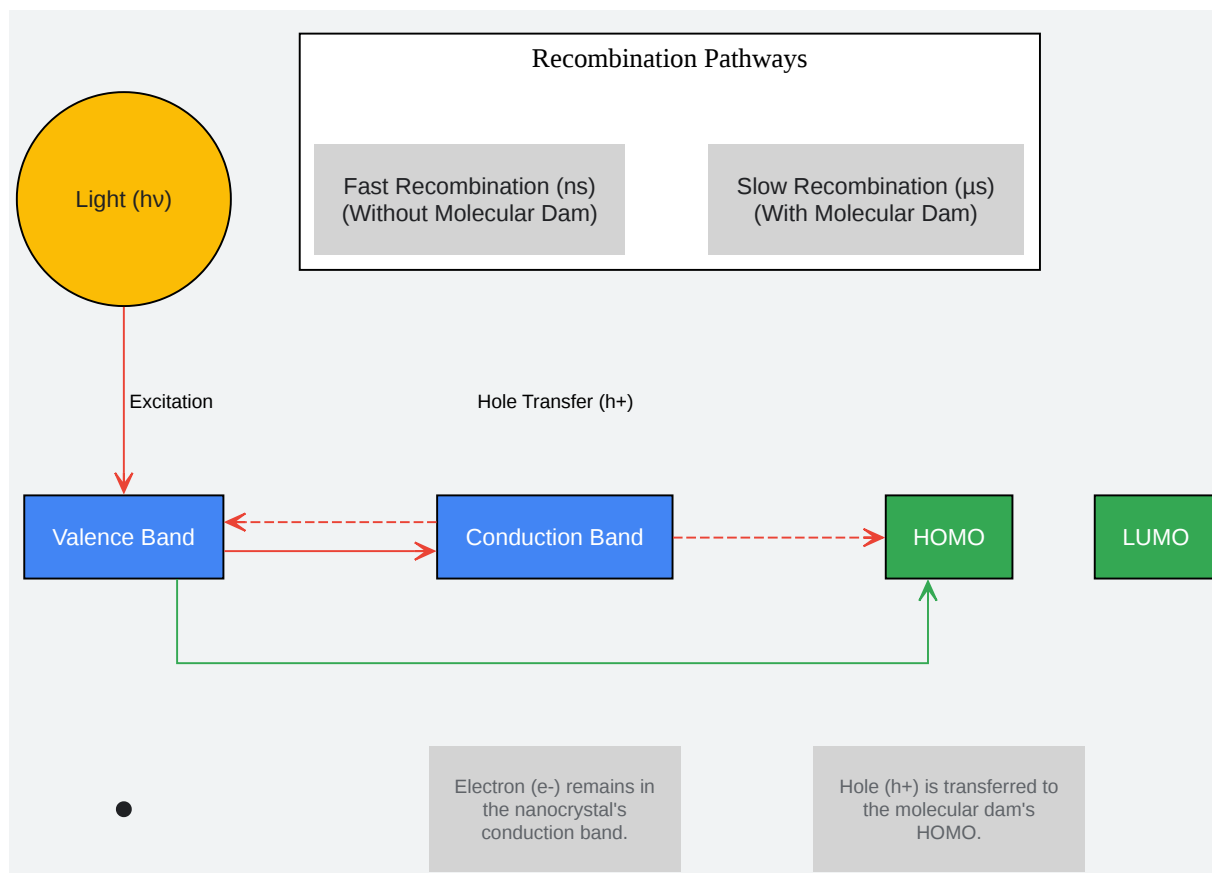 Recombination Pathways
Light (hν)
Fast Recombination (ns)
(Without Molecular Dam)
Slow Recombination (µs)
(With Molecular Dam)
Excitation
Hole Transfer (h+)
Valence Band
Conduction Band
HOMO
LUMO
Electron (e-) remains in
the nanocrystal's
conduction band.
Hole (h+) is transferred to
the molecular dam's
HOMO.